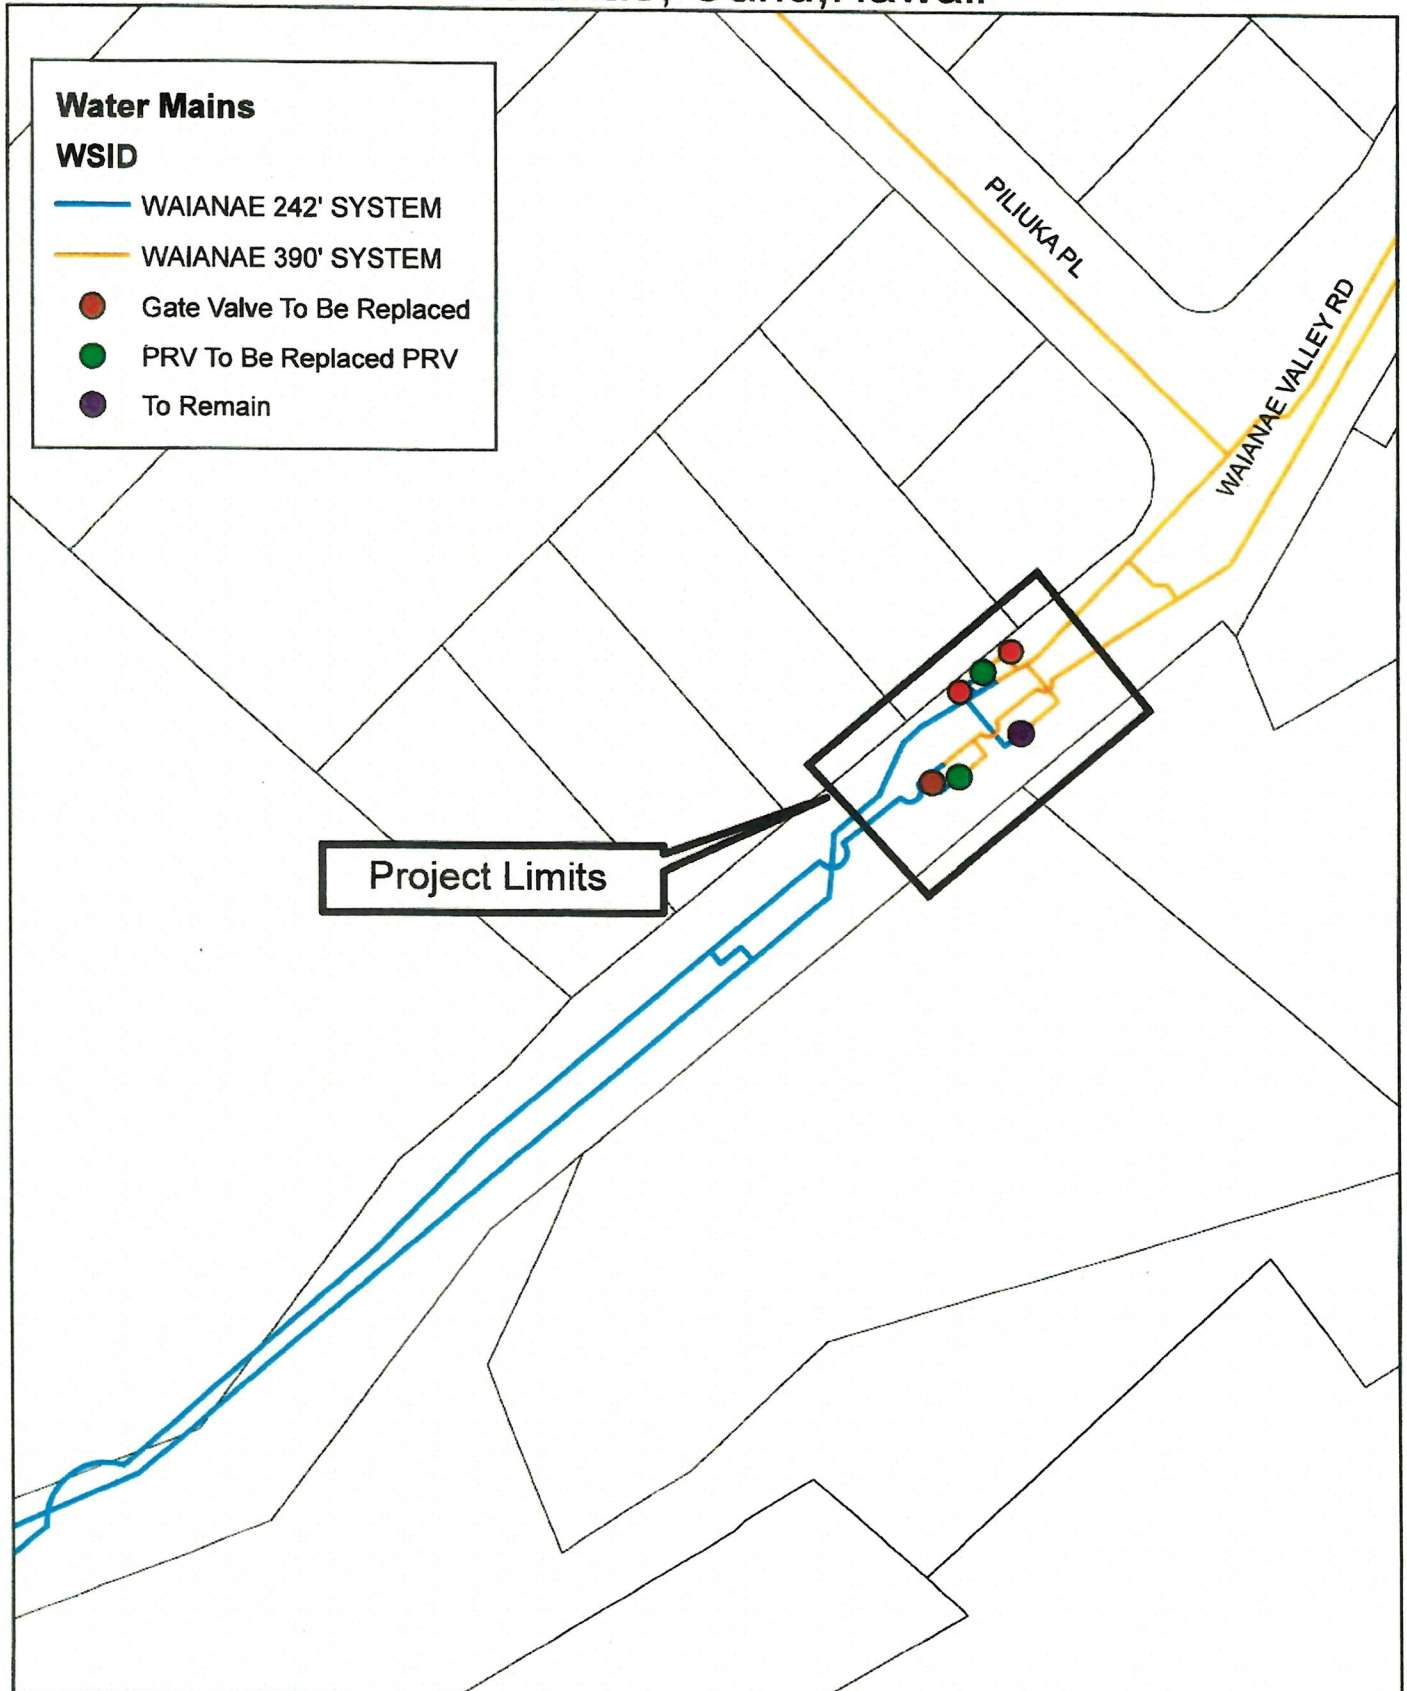 Water Mains
WSID
WAIANAE 242' SYSTEM
WAIANAE 390' SYSTEM
Gate Valve To Be Replaced
PRV To Be Replaced PRV
To Remain
PILIUKA PL
WAIANAE VALLEY RD
Project Limits